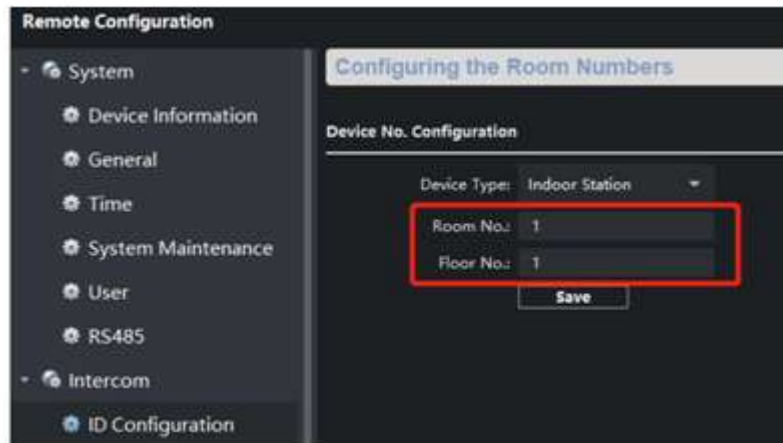 Remote Configuration
System
Device Information
General
Time
System Maintenance
User
RS485
Intercom
ID Configuration
Configuring the Room Numbers
Device No. Configuration
Device Type: Indoor Station
Room No.: 1
Floor No.: 1
Save